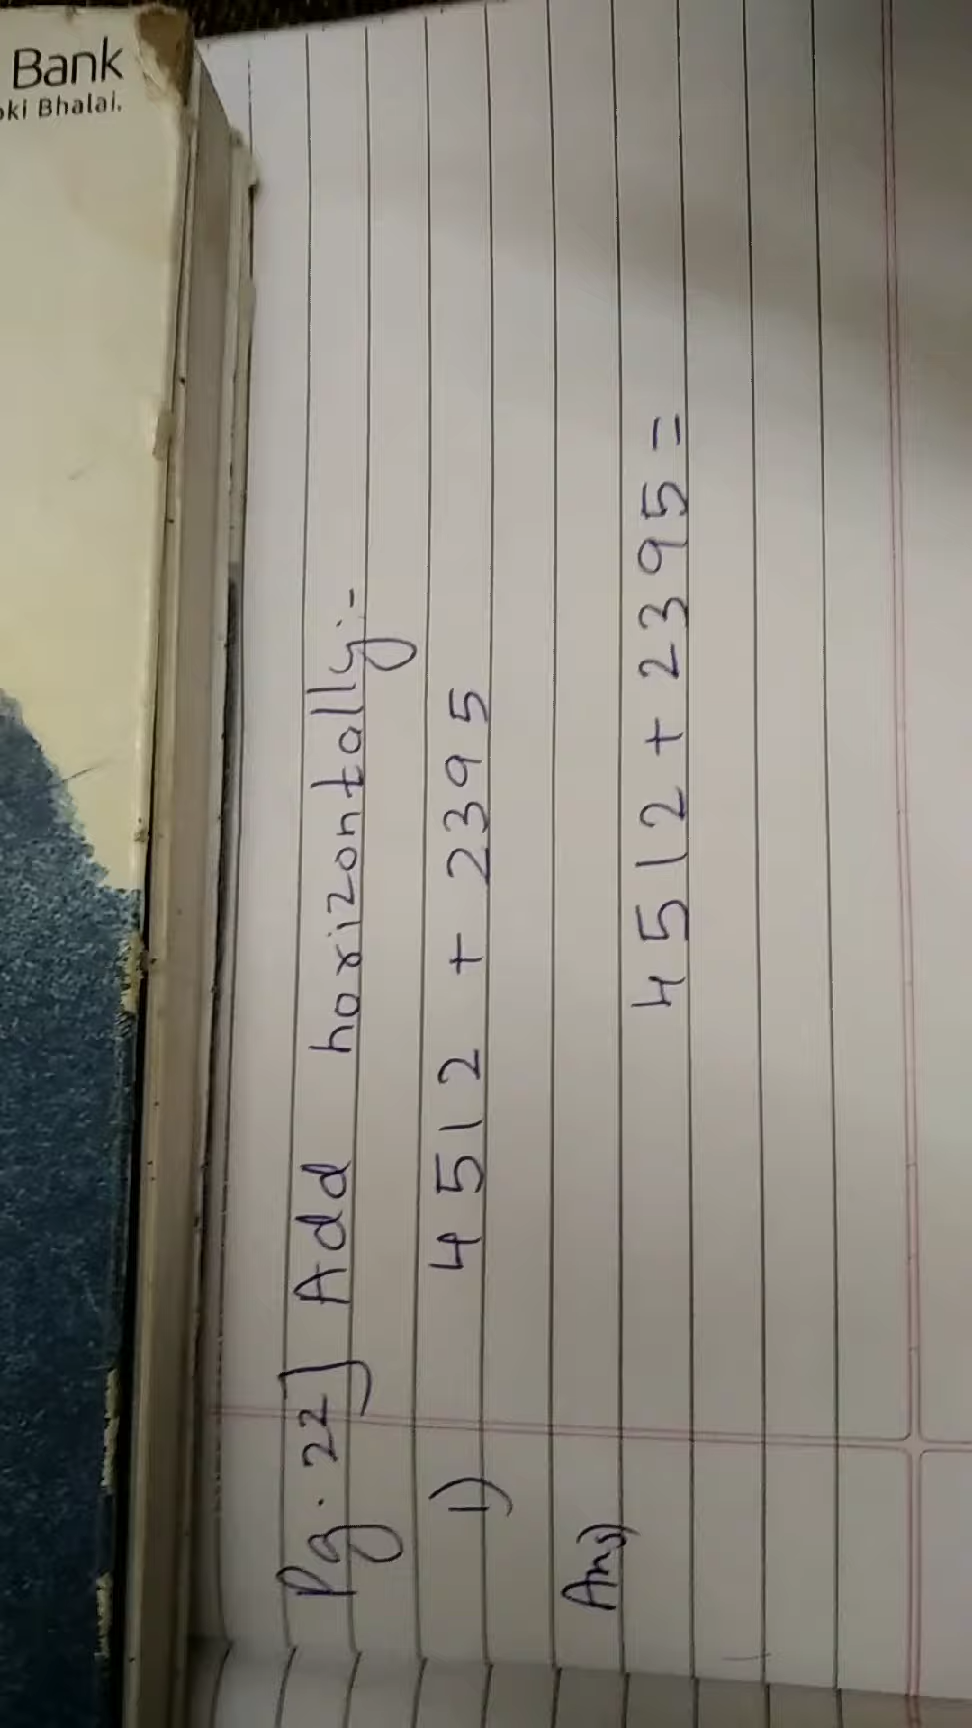 Bank
ki Bhalai.
Pg. 22] Add horizontally:-
1) 4512 + 2395
Ans)
4512 + 2395 =